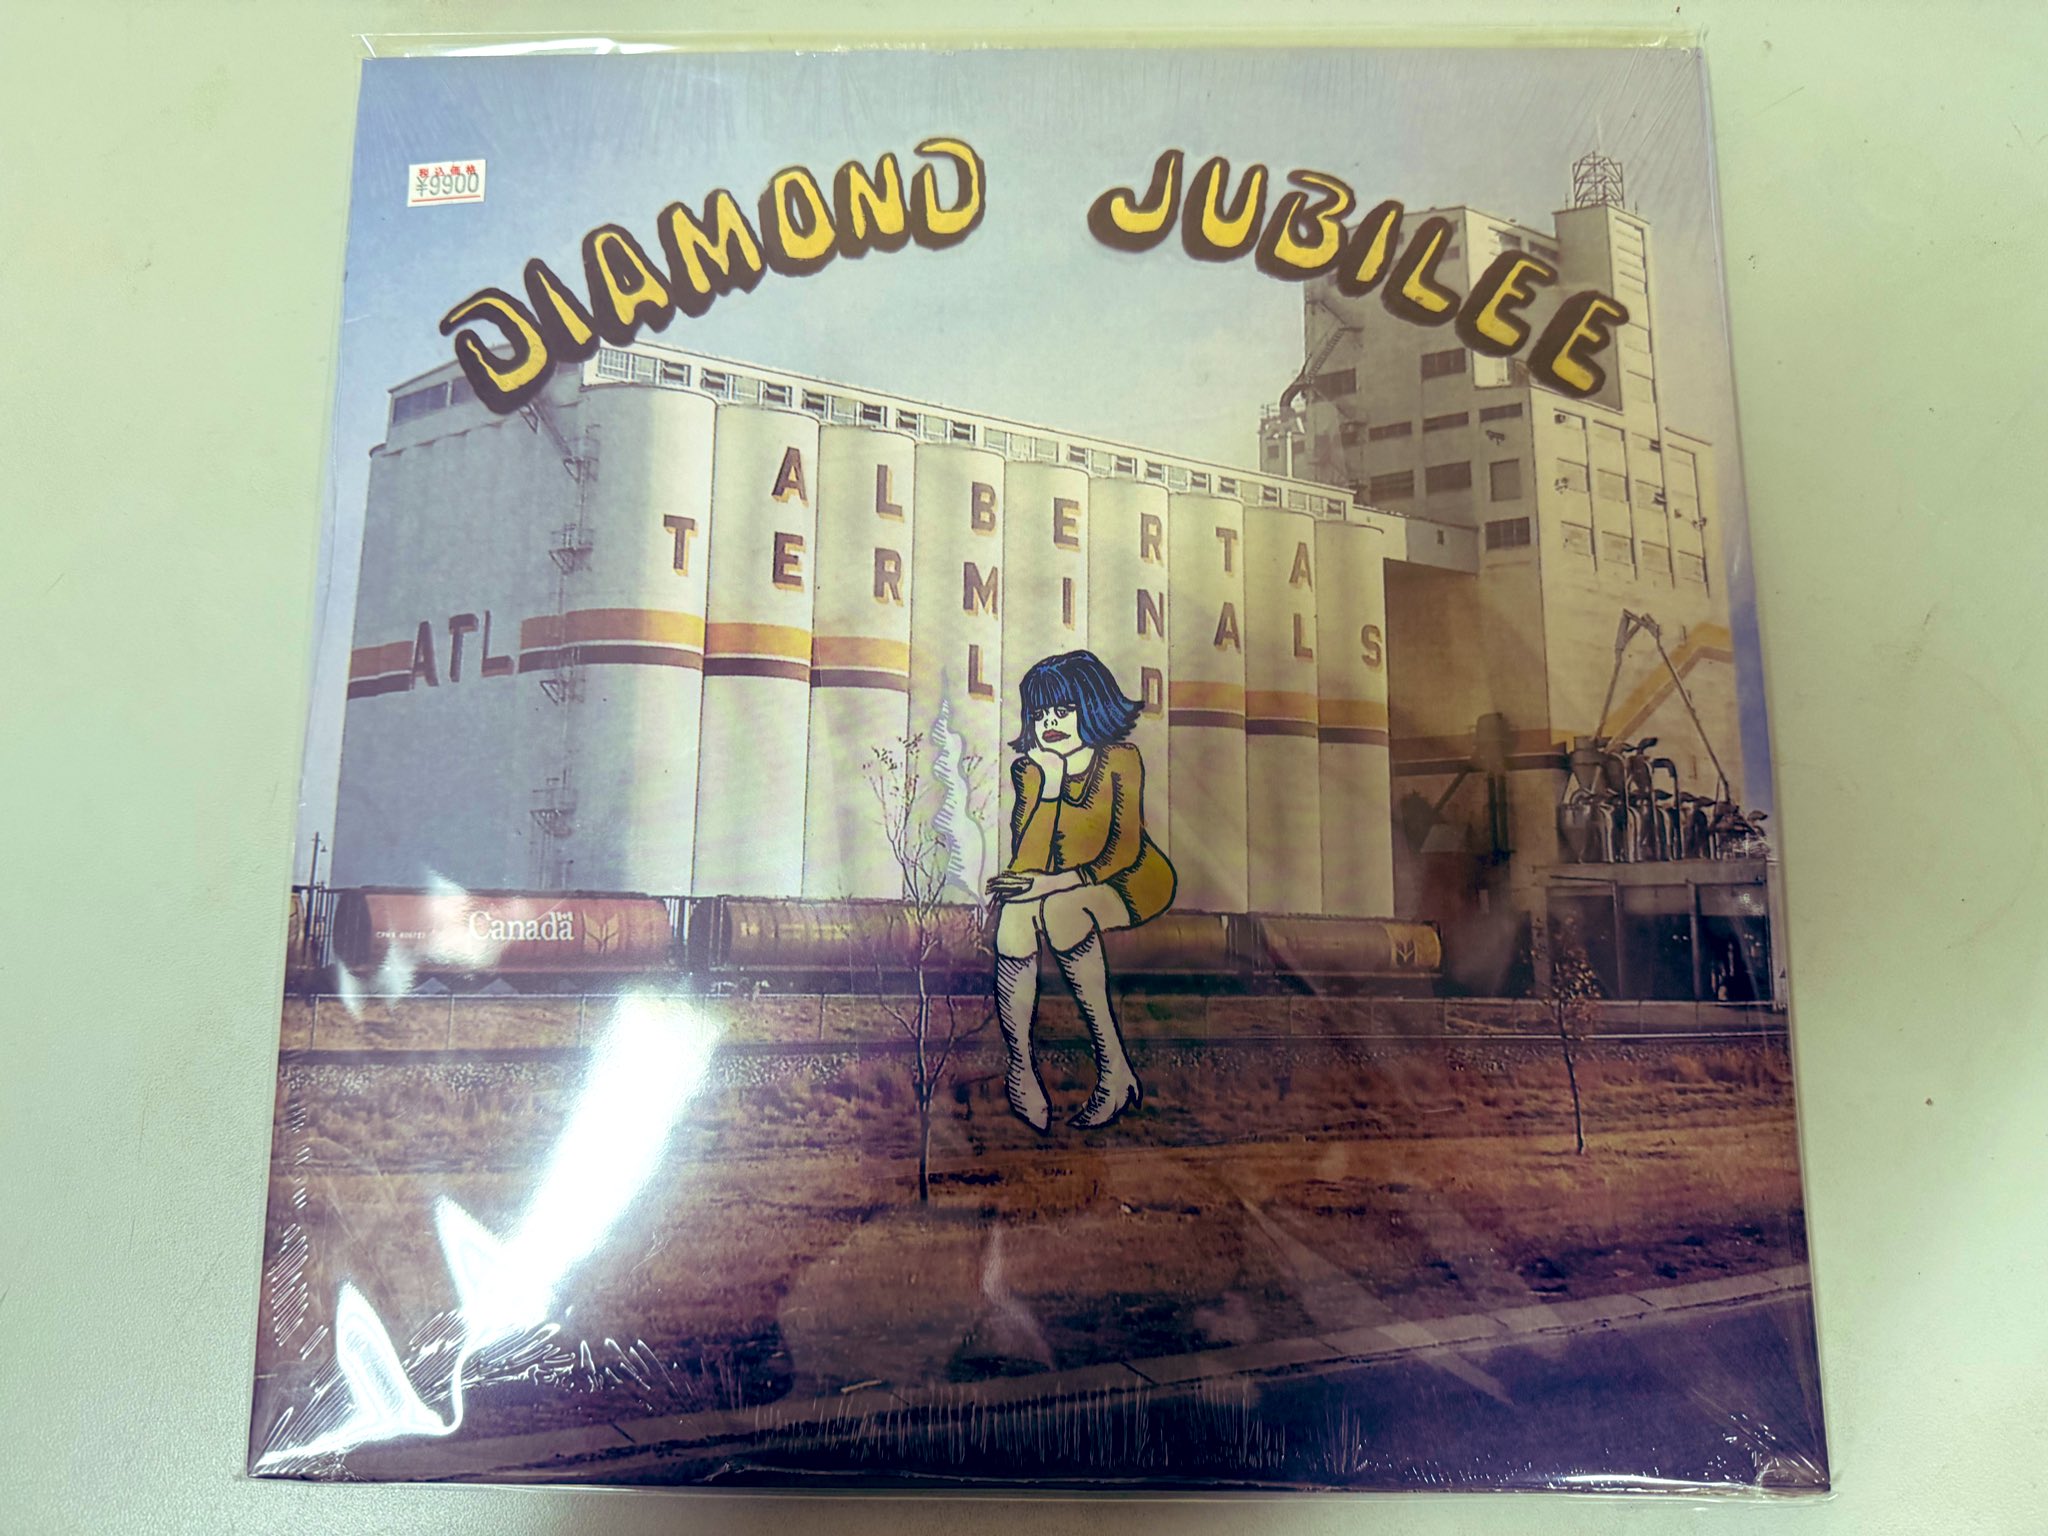 税込価格
¥9900
DIAMOND JUBILEE
ALBERTA
TERMINALS
ATL
L D
Canada